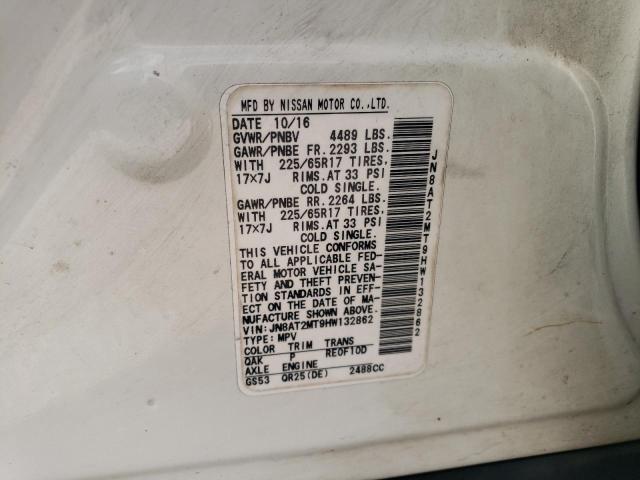 MFD BY NISSAN MOTOR CO.,LTD.
DATE 10/16
GVWR/PNBV 4489 LBS.
GAWR/PNBE FR. 2293 LBS.
WITH 225/65R17 TIRES,
17×7J RIMS.AT 33 PSI
COLD SINGLE.
GAWR/PNBE RR. 2264 LBS.
WITH 225/65R17 TIRES,
17×7J RIMS.AT 33 PSI
COLD SINGLE.
THIS VEHICLE CONFORMS
TO ALL APPLICABLE FED-
ERAL MOTOR VEHICLE SA-
FETY AND THEFT PREVEN-
TION STANDARDS IN EFF-
ECT ON THE DATE OF MA-
NUFACTURE SHOWN ABOVE.
VIN: JN8AT2MT9HW132862
TYPE: MPV
COLOR TRIM TRANS
QAK P RE0F10D
AXLE ENGINE
GS53 QR25(DE) 2488CC
JN8AT2MT9HW132862